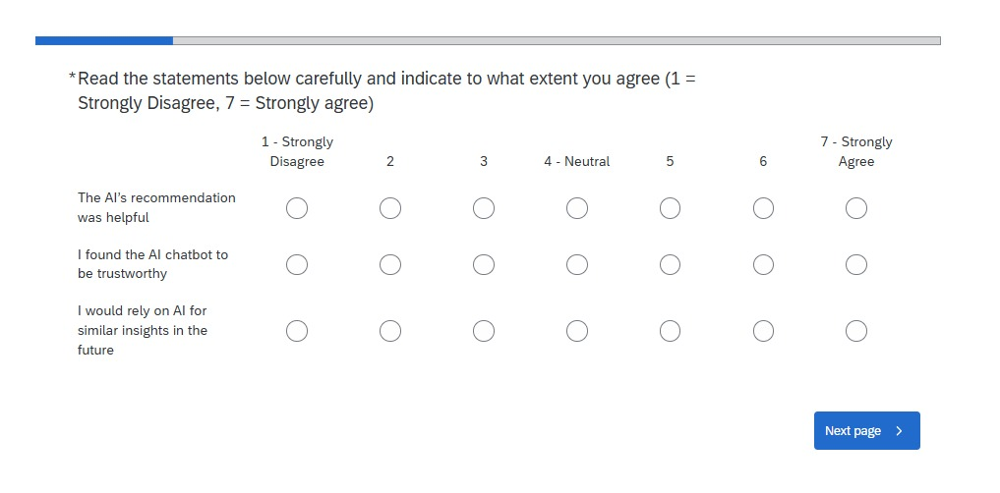 *Read the statements below carefully and indicate to what extent you agree (1 =
Strongly Disagree, 7 = Strongly agree)
1 - Strongly
Disagree
2
3
4 - Neutral
5
6
7 - Strongly
Agree
The AI’s recommendation
was helpful
I found the AI chatbot to
be trustworthy
I would rely on AI for
similar insights in the
future
Next page